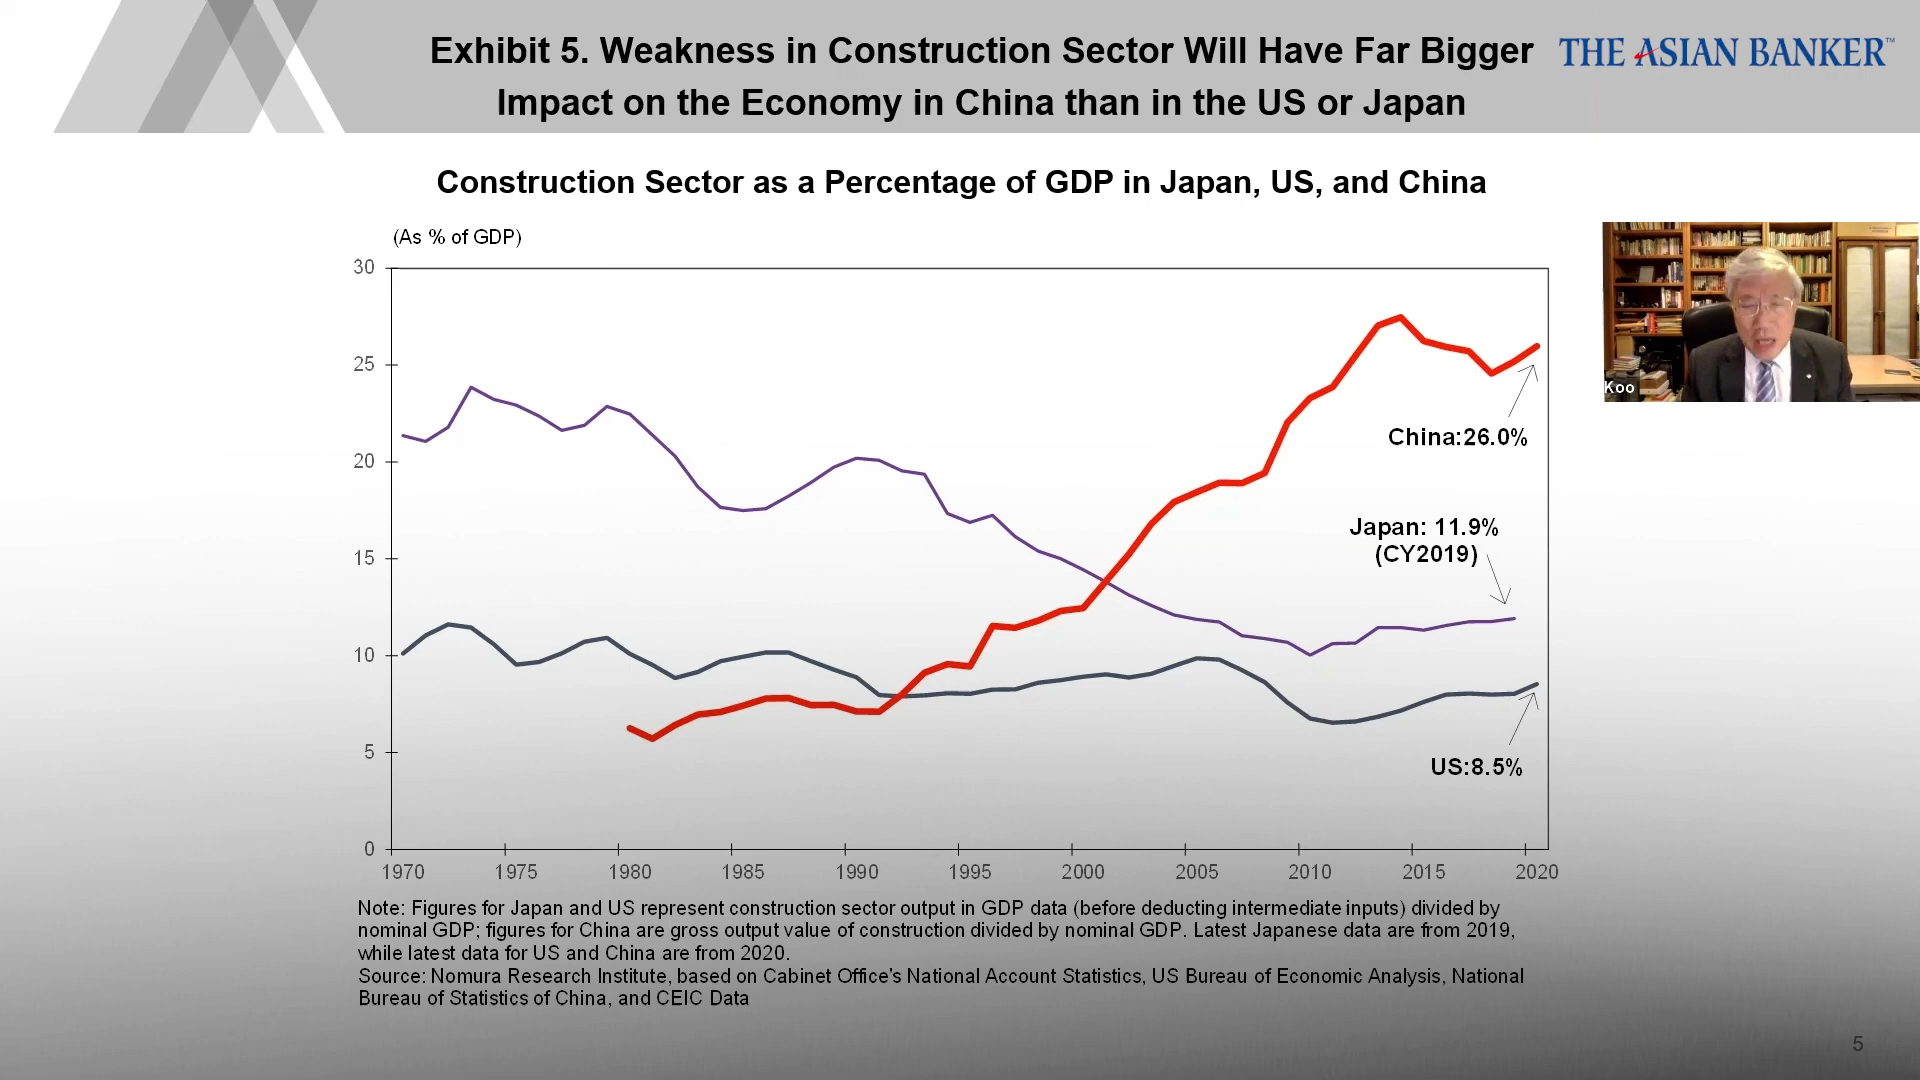 Exhibit 5. Weakness in Construction Sector Will Have Far Bigger
Impact on the Economy in China than in the US or Japan
THE ASIAN BANKER™
Construction Sector as a Percentage of GDP in Japan, US, and China
(As % of GDP)
30
25
20
15
10
5
0
China:26.0%
Japan: 11.9%
(CY2019)
US:8.5%
1970 1975 1980 1985 1990 1995 2000 2005 2010 2015 2020
Koo
Note: Figures for Japan and US represent construction sector output in GDP data (before deducting intermediate inputs) divided by
nominal GDP; figures for China are gross output value of construction divided by nominal GDP. Latest Japanese data are from 2019,
while latest data for US and China are from 2020.
Source: Nomura Research Institute, based on Cabinet Office's National Account Statistics, US Bureau of Economic Analysis, National
Bureau of Statistics of China, and CEIC Data
5